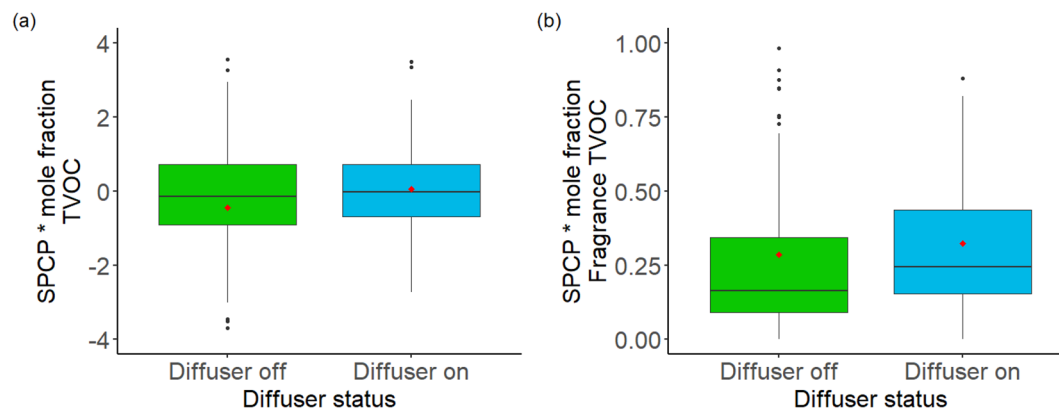 (a)
SPCP * mole fraction
TVOC
4
2
0
-2
-4
Diffuser off
Diffuser on
Diffuser status
(b)
SPCP * mole fraction
Fragrance TVOC
1.00
0.75
0.50
0.25
0.00
Diffuser off
Diffuser on
Diffuser status